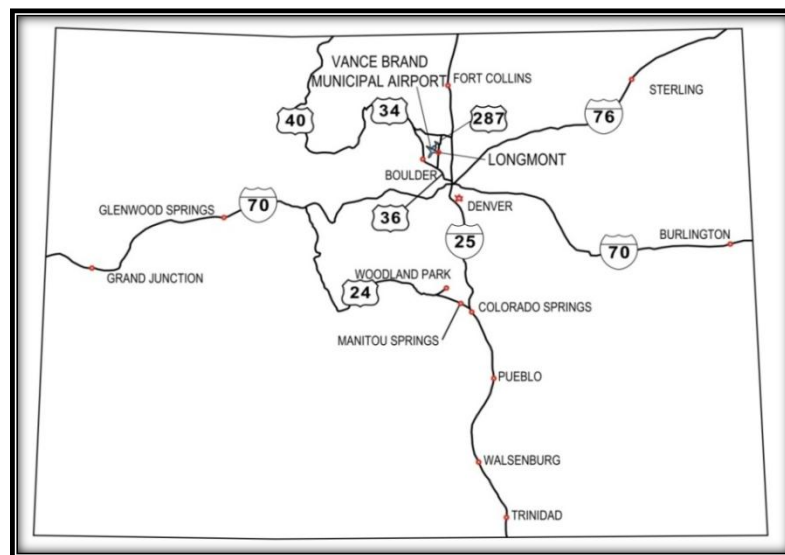 VANCE BRAND
MUNICIPAL AIRPORT
FORT COLLINS
STERLING
40
34
287
76
LONGMONT
BOULDER
GLENWOOD SPRINGS
70
36
DENVER
25
BURLINGTON
70
GRAND JUNCTION
WOODLAND PARK
24
COLORADO SPRINGS
MANITOU SPRINGS
PUEBLO
WALSENBURG
TRINIDAD